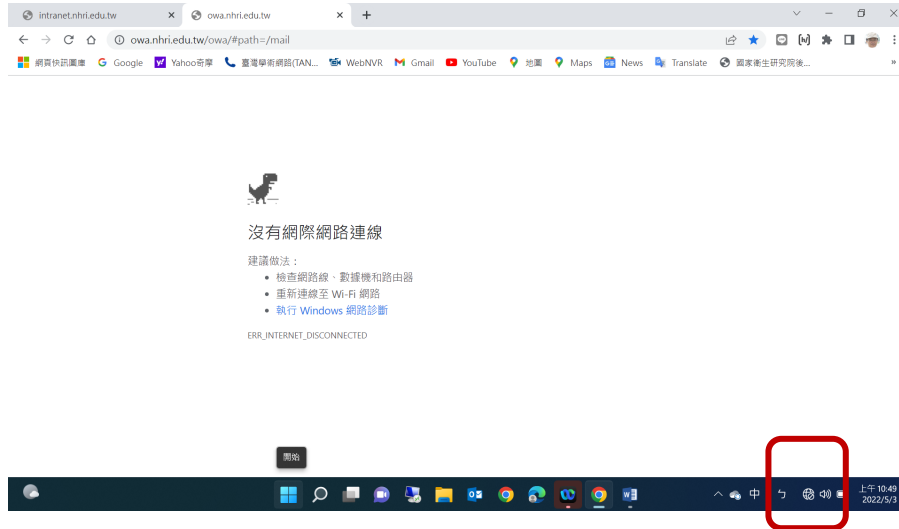 intranet.nhri.edu.tw
owa.nhri.edu.tw
owa.nhri.edu.tw/owa/#path=/mail
網頁快訊圖庫 Google Yahoo奇摩 臺灣學術網路(TAN... WebNVR Gmail YouTube 地圖 Maps News Translate 國家衛生研究院後... »
沒有網際網路連線
建議做法：
檢查網路線、數據機和路由器
重新連線至 Wi-Fi 網路
執行 Windows 網路診斷
ERR_INTERNET_DISCONNECTED
開始
中 ㄅ 上午 10:49
2022/5/3